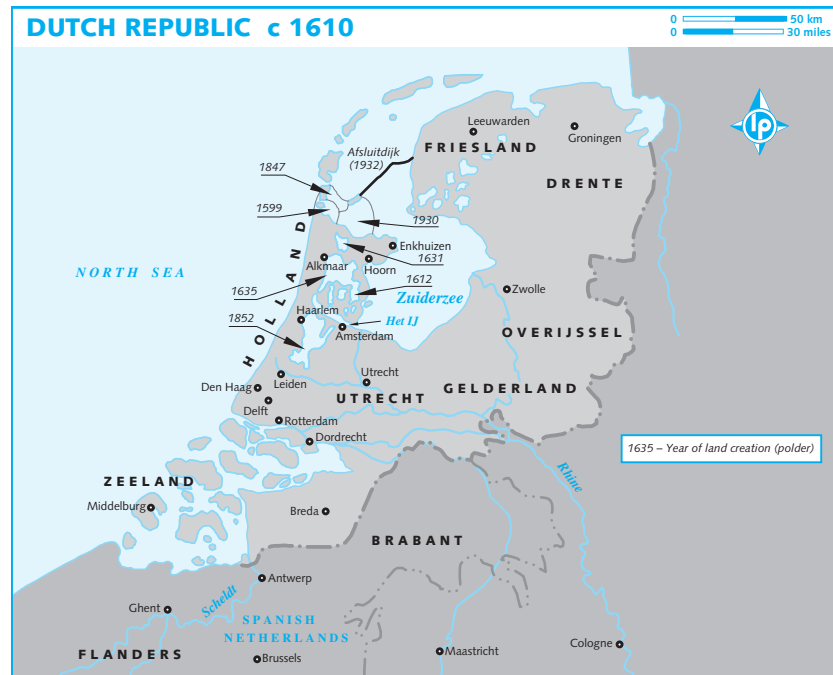 DUTCH REPUBLIC c 1610
0 50 km
0 30 miles
lp
Leeuwarden
Groningen
FRIESLAND
Afsluitdijk
(1932)
1847
DRENTE
1599
1930
Enkhuizen
1631
Alkmaar
Hoorn
NORTH SEA
HOLLAND
1635
1612
Zuiderzee
Zwolle
Haarlem
1852
Het IJ
Amsterdam
OVERIJSSEL
Leiden
Utrecht
Den Haag
UTRECHT
GELDERLAND
Delft
Rotterdam
Dordrecht
1635 – Year of land creation (polder)
ZEELAND
Rhine
Middelburg
Breda
BRABANT
Antwerp
Ghent
Scheldt
SPANISH
NETHERLANDS
FLANDERS
Brussels
Maastricht
Cologne